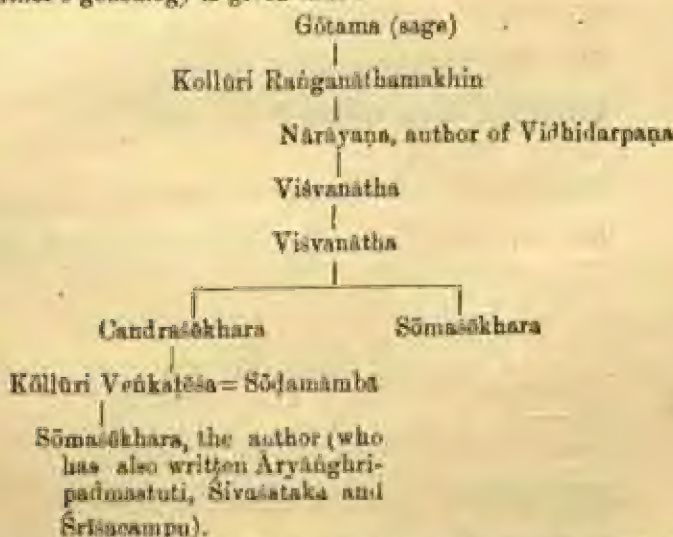 Gōtama (sage)
Kollūri Raṅganāthamakhin
Nārāyaṇa, author of Vidhidarpaṇa
Viśvanātha
Viśvanātha
Candraśēkhara Sōmaśēkhara
Kōllūri Veṅkaṭēśa = Sōḍamāmbā
Sōmaśēkhara, the author (who
has also written Āryāṅghri-
padmastuti, Śivaśataka and
Śrīśacampu).